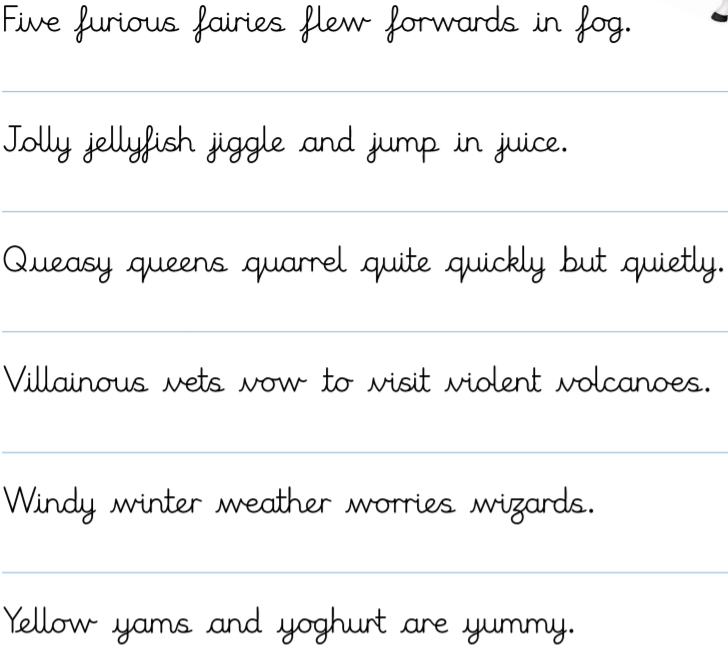 Five furious fairies flew forwards in fog.
Jolly jellyfish jiggle and jump in juice.
Queasy queens quarrel quite quickly but quietly.
Villainous vets vow to visit violent volcanoes.
Windy winter weather worries wizards.
Yellow yams and yoghurt are yummy.